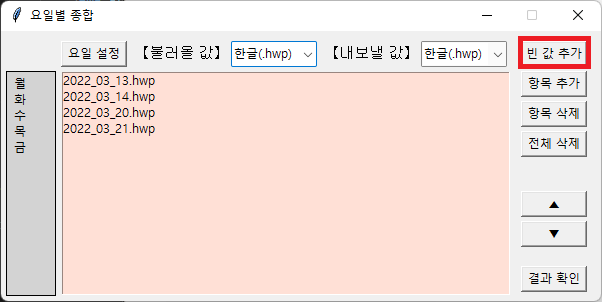 요일별 종합
요일 설정 【불러올 값】 한글(.hwp) 【내보낼 값】 한글(.hwp) 빈 값 추가
월
화
수
목
금
2022_03_13.hwp
2022_03_14.hwp
2022_03_20.hwp
2022_03_21.hwp
항목 추가
항목 삭제
전체 삭제
▲
▼
결과 확인